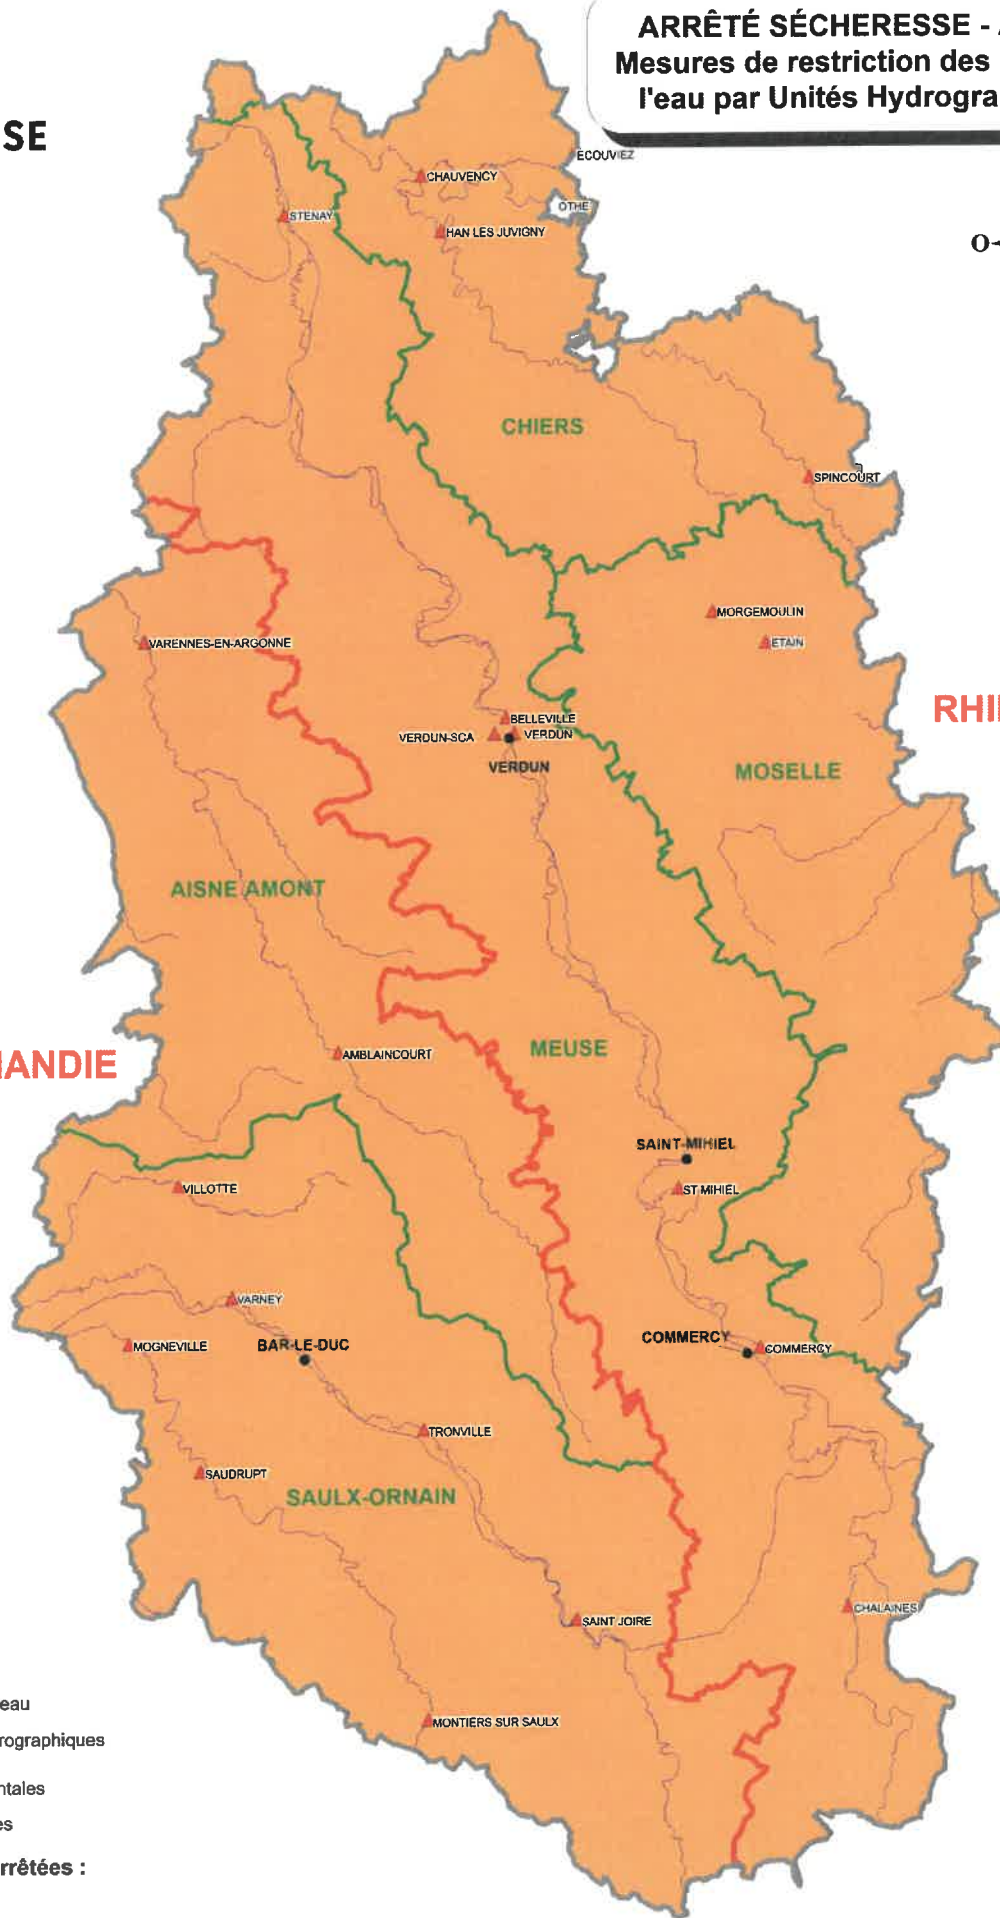 ARRÊTÉ SÉCHERESSE -
Mesures de restriction des
l'eau par Unités Hydrogra
SE
ÉCOUVIEZ
CHAUVENCY
OTHE
STENAY
HAN LES JUVIGNY
CHIERS
SPINCOURT
MORGEMOULIN
ETAIN
VARENNES-EN-ARGONNE
RHI
BELLEVILLE
VERDUN-SCA
VERDUN
VERDUN
MOSELLE
AISNE AMONT
MEUSE
AMBLAINCOURT
MANDIE
SAINT-MIHIEL
ST MIHIEL
VILLOTTE
VARNEY
MOGNEVILLE
BAR-LE-DUC
COMMERCY
COMMERCY
TRONVILLE
SAUDRUPT
SAULX-ORNAIN
CHALAINES
SAINT JOIRE
eau
MONTIERS SUR SAULX
rographiques
ntales
es
rrêtées :